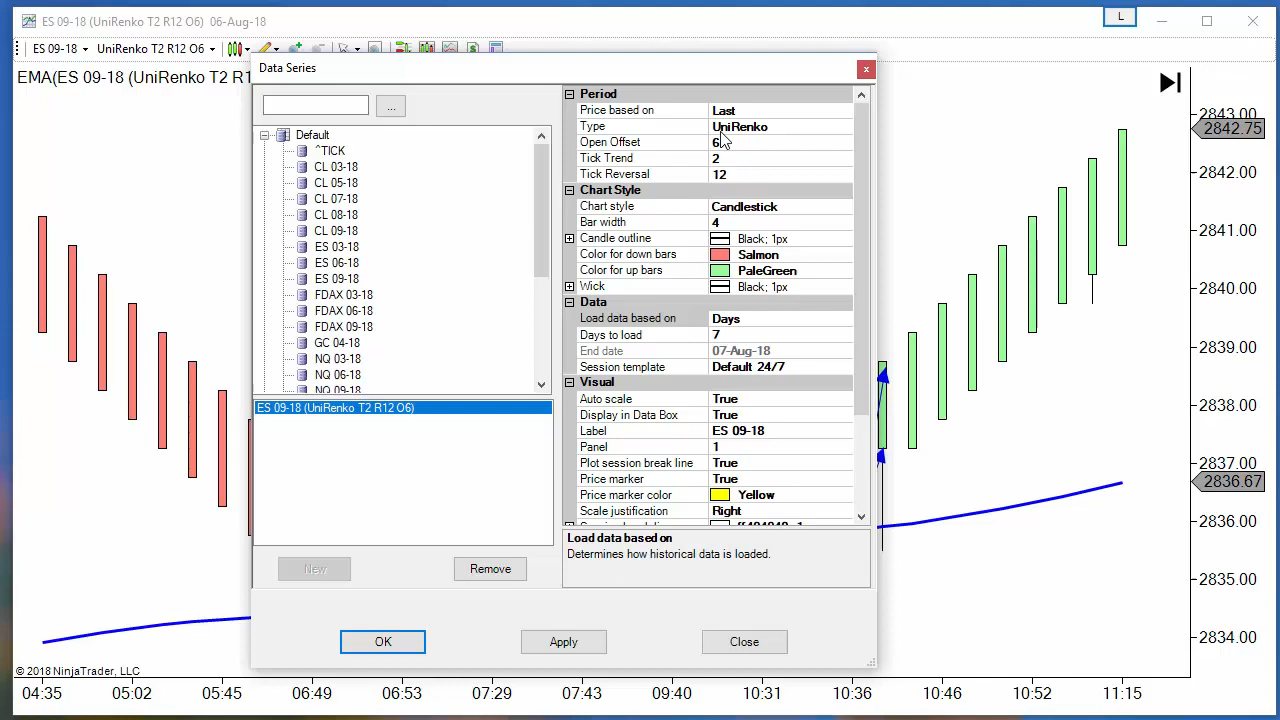 ES 09-18 (UniRenko T2 R12 O6) 06-Aug-18
L
ES 09-18
UniRenko T2 R12 O6
EMA(ES 09-18 (UniRenko T2 R1
Data Series
x
...
Default
^TICK
CL 03-18
CL 05-18
CL 07-18
CL 08-18
CL 09-18
ES 03-18
ES 06-18
ES 09-18
FDAX 03-18
FDAX 06-18
FDAX 09-18
GC 04-18
NQ 03-18
NQ 06-18
NQ 09-18
ES 09-18 (UniRenko T2 R12 O6)
New
Remove
Period
Price based on Last
Type UniRenko
Open Offset 6
Tick Trend 2
Tick Reversal 12
Chart Style
Chart style Candlestick
Bar width 4
Candle outline Black; 1px
Color for down bars Salmon
Color for up bars PaleGreen
Wick Black; 1px
Data
Load data based on Days
Days to load 7
End date 07-Aug-18
Session template Default 24/7
Visual
Auto scale True
Display in Data Box True
Label ES 09-18
Panel 1
Plot session break line True
Price marker True
Price marker color Yellow
Scale justification Right
Load data based on
Determines how historical data is loaded.
OK
Apply
Close
2843.00
2842.75
2842.00
2841.00
2840.00
2839.00
2838.00
2837.00
2836.67
2836.00
2835.00
2834.00
© 2018 NinjaTrader, LLC
04:35 05:02 05:45 06:49 06:53 07:29 07:43 09:40 10:31 10:36 10:46 10:52 11:15